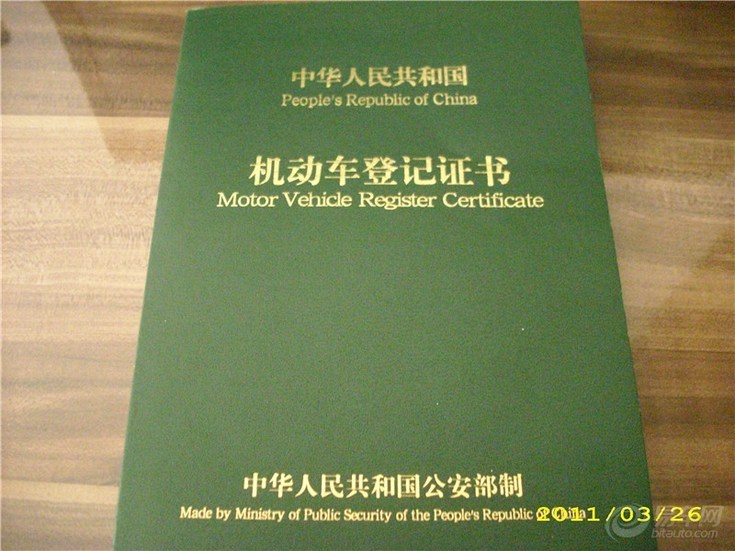 中华人民共和国
People's Republic of China
机动车登记证书
Motor Vehicle Register Certificate
中华人民共和国公安部制
Made by Ministry of Public Security of the People's Republic of China
2011/03/26
bitauto.com